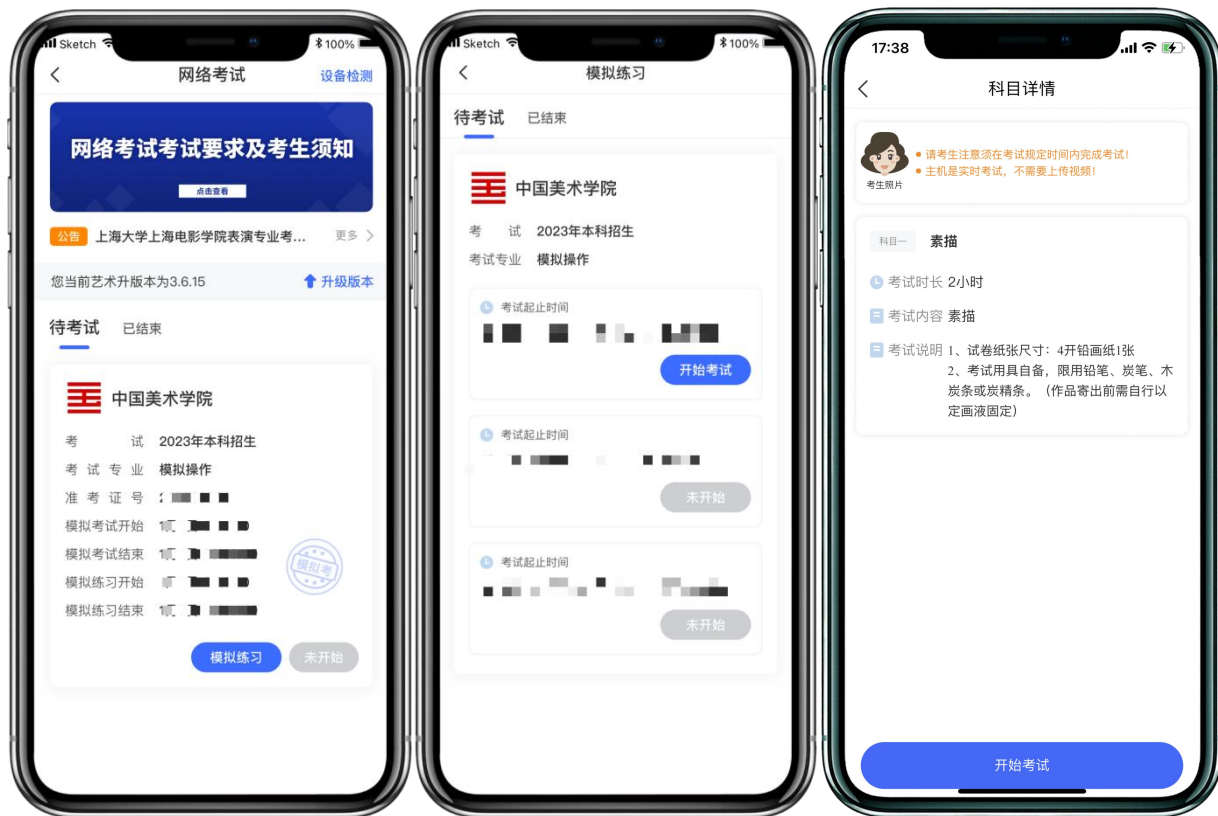 Sketch
100%
网络考试
设备检测
网络考试考试要求及考生须知
点击查看
公告 上海大学上海电影学院表演专业考... 更多
您当前艺术升版本为3.6.15 升级版本
待考试 已结束
中国美术学院
考 试 2023年本科招生
考试专业 模拟操作
准考证号
模拟考试开始
模拟考试结束
模拟练习开始
模拟练习结束
模拟考
模拟练习 未开始
Sketch
100%
模拟练习
待考试 已结束
中国美术学院
考 试 2023年本科招生
考试专业 模拟操作
考试起止时间
开始考试
考试起止时间
未开始
考试起止时间
未开始
17:38
科目详情
请考生注意须在考试规定时间内完成考试!
主机是实时考试，不需要上传视频!
考生照片
科目一 素描
考试时长 2小时
考试内容 素描
考试说明 1、试卷纸张尺寸：4开铅画纸1张
2、考试用具自备，限用铅笔、炭笔、木
炭条或炭精条。（作品寄出前需自行以
定画液固定）
开始考试